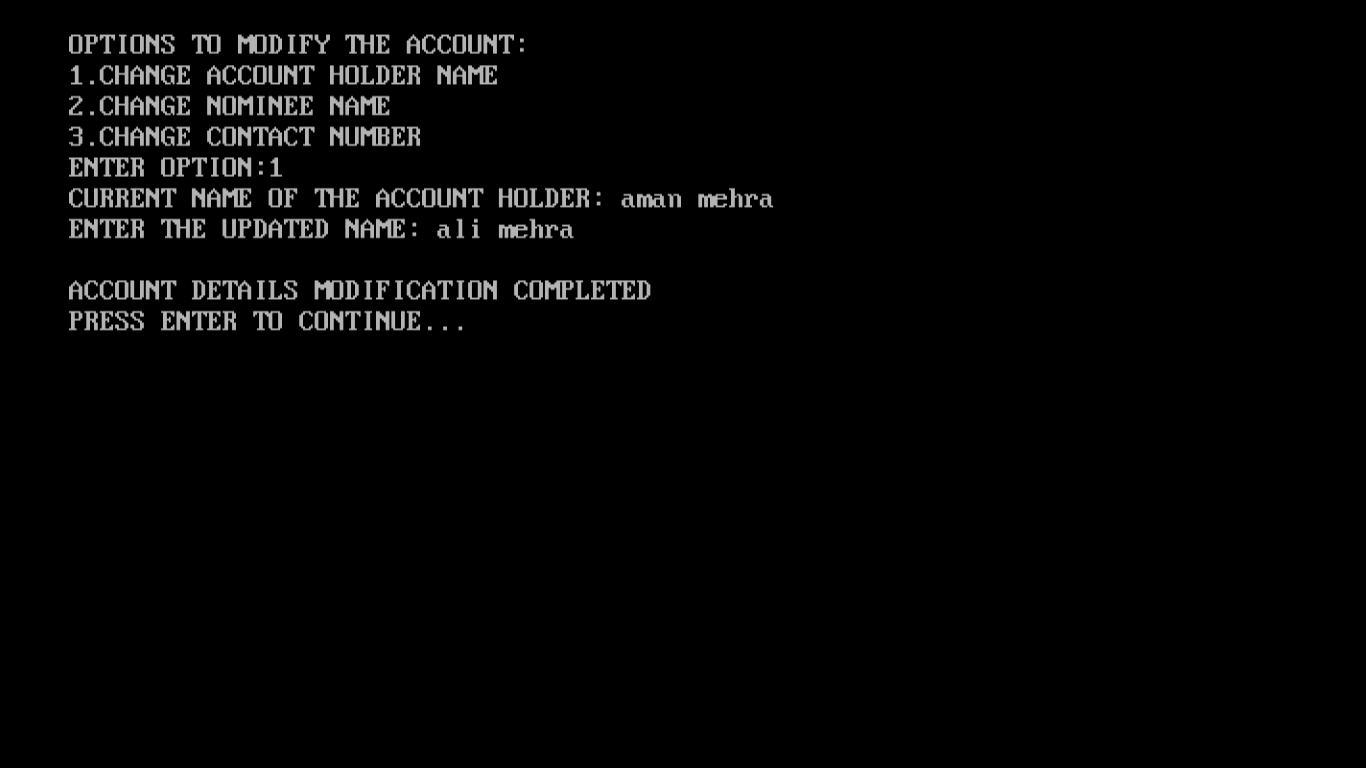 OPTIONS TO MODIFY THE ACCOUNT:
1.CHANGE ACCOUNT HOLDER NAME
2.CHANGE NOMINEE NAME
3.CHANGE CONTACT NUMBER
ENTER OPTION:1
CURRENT NAME OF THE ACCOUNT HOLDER: aman mehra
ENTER THE UPDATED NAME: ali mehra
ACCOUNT DETAILS MODIFICATION COMPLETED
PRESS ENTER TO CONTINUE...